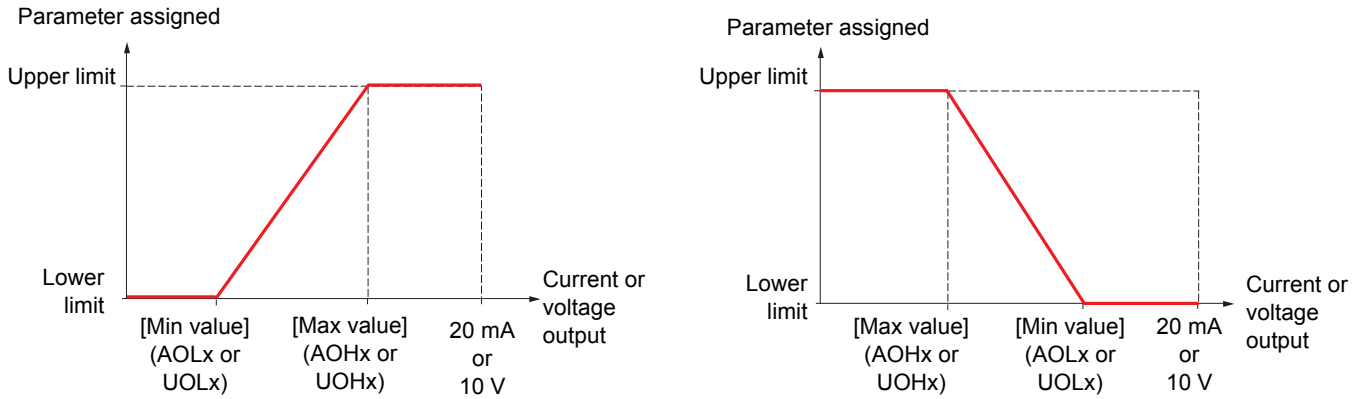 Parameter assigned
Upper limit
Lower
limit
[Min value]
(AOLx or
UOLx)
[Max value]
(AOHx or
UOHx)
20 mA
or
10 V
Current or
voltage
output
Parameter assigned
Upper limit
Lower
limit
[Max value]
(AOHx or
UOHx)
[Min value]
(AOLx or
UOLx)
20 mA
or
10 V
Current or
voltage
output